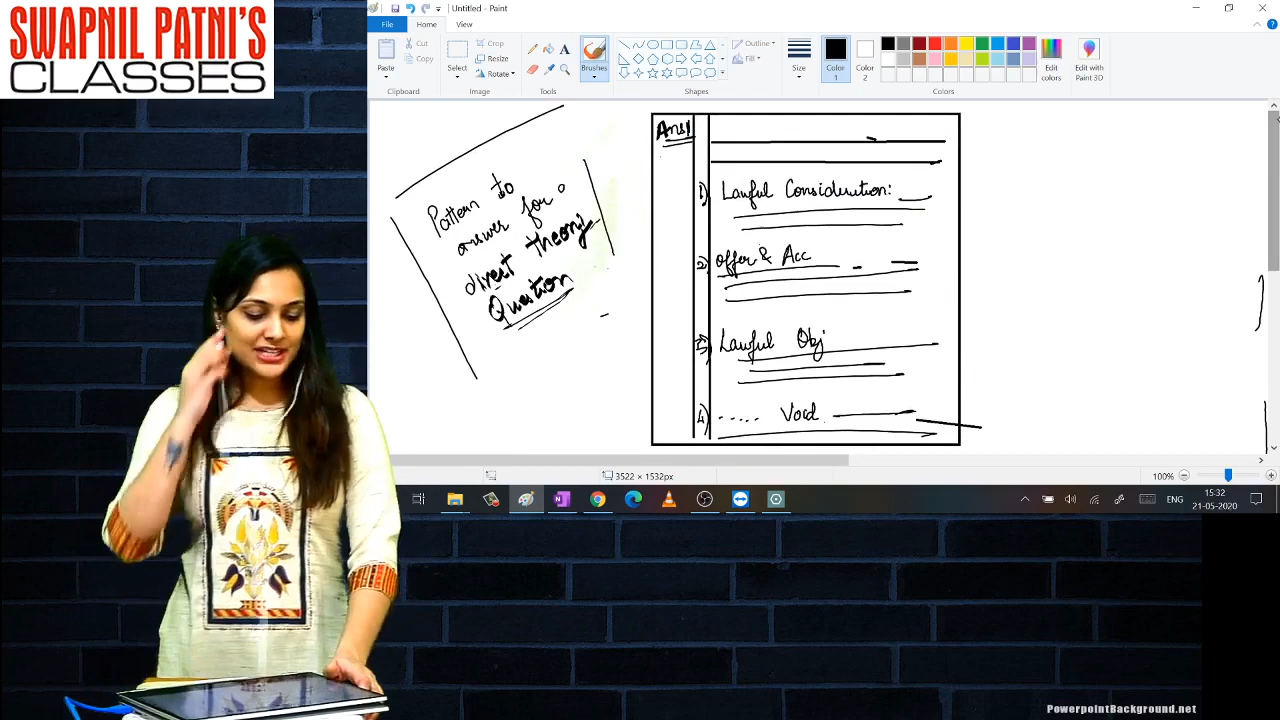 SWAPNIL PATNI'S
CLASSES
Untitled - Paint
File
Home
View
Paste
Cut
Copy
Clipboard
Select
Crop
Resize
Rotate
Image
A
Tools
Brushes
Shapes
Outline
Fill
Size
Color 1
Color 2
Edit colors
Colors
Edit with Paint 3D
Pattern to
answer for
direct theory
Question
Ans1
1) Lawful Consideration:
2) Offer & Acc
3) Lawful Obj
4) ..... Void
3522 × 1532px
100%
ENG
15:32
21-05-2020
PowerpointBackground.net